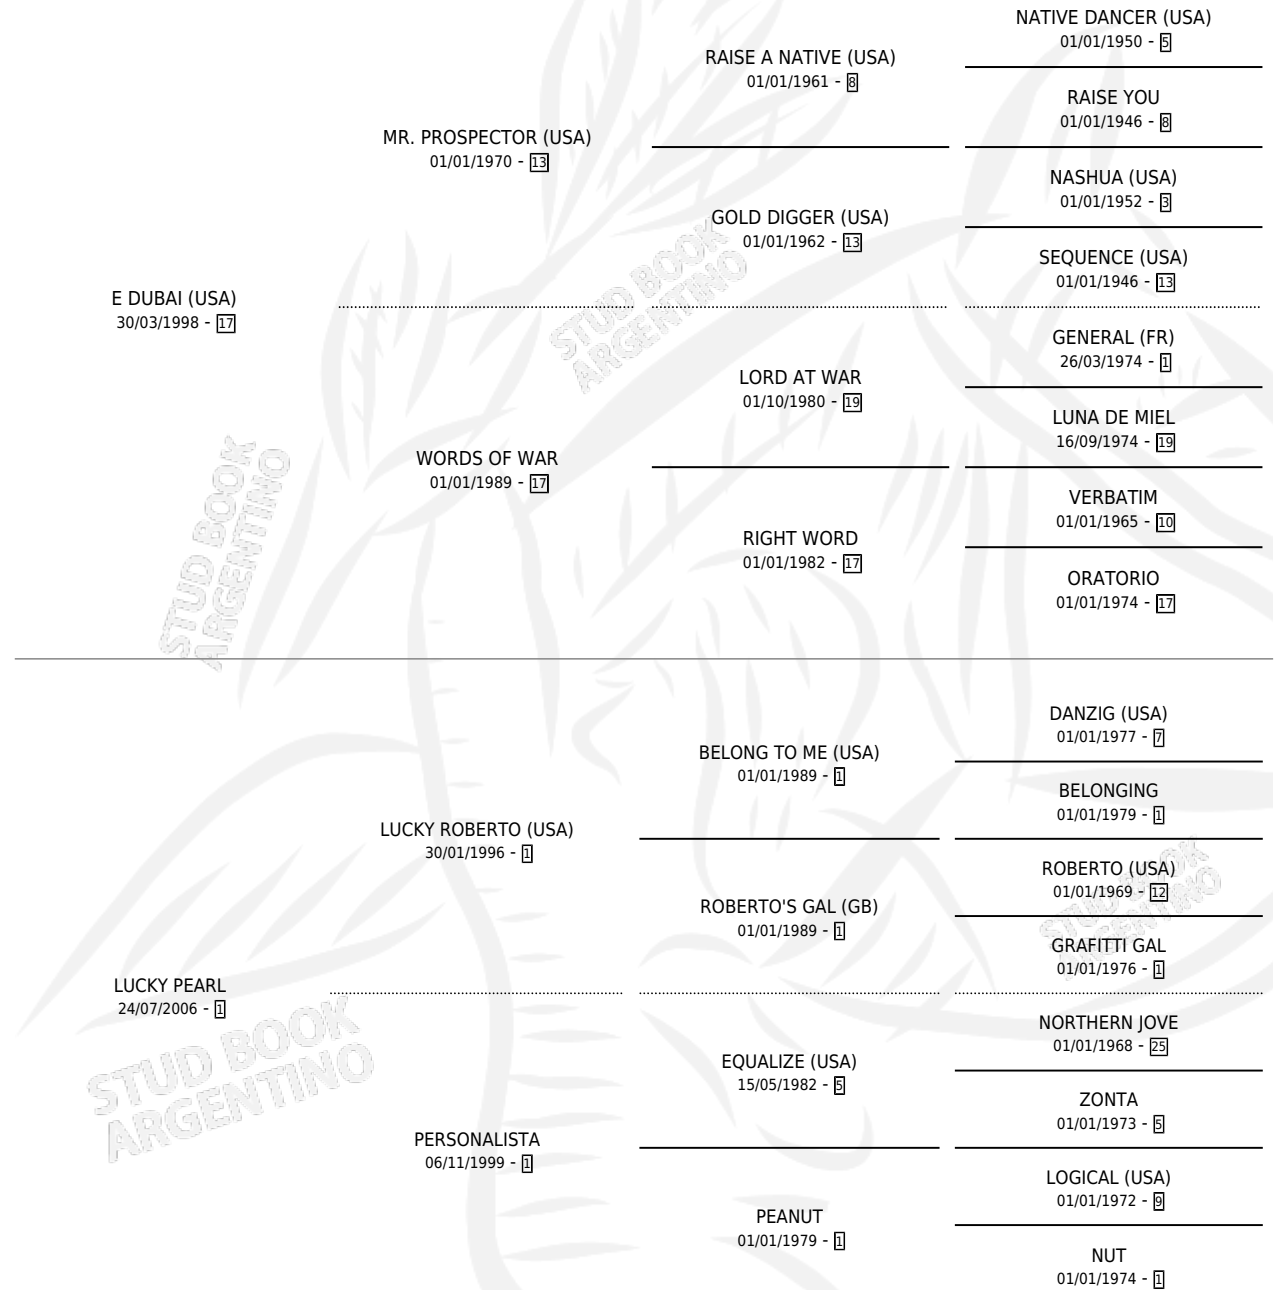 NATIVE DANCER (USA)
01/01/1950 - 5
RAISE A NATIVE (USA)
01/01/1961 - 8
RAISE YOU
01/01/1946 - 8
MR. PROSPECTOR (USA)
01/01/1970 - 13
NASHUA (USA)
01/01/1952 - 3
GOLD DIGGER (USA)
01/01/1962 - 13
SEQUENCE (USA)
01/01/1946 - 13
E DUBAI (USA)
30/03/1998 - 17
STUD BOOK
ARGENTINO
GENERAL (FR)
26/03/1974 - 1
LORD AT WAR
01/10/1980 - 19
LUNA DE MIEL
16/09/1974 - 19
WORDS OF WAR
01/01/1989 - 17
VERBATIM
01/01/1965 - 10
RIGHT WORD
01/01/1982 - 17
ORATORIO
01/01/1974 - 17
STUD BOOK
ARGENTINO
DANZIG (USA)
01/01/1977 - 7
BELONG TO ME (USA)
01/01/1989 - 1
BELONGING
01/01/1979 - 1
LUCKY ROBERTO (USA)
30/01/1996 - 1
ROBERTO (USA)
01/01/1969 - 12
ROBERTO'S GAL (GB)
01/01/1989 - 1
STUD BOOK
ARGENTINO
GRAFITTI GAL
01/01/1976 - 1
LUCKY PEARL
24/07/2006 - 1
STUD BOOK
ARGENTINO
NORTHERN JOVE
01/01/1968 - 25
EQUALIZE (USA)
15/05/1982 - 5
ZONTA
01/01/1973 - 5
PERSONALISTA
06/11/1999 - 1
LOGICAL (USA)
01/01/1972 - 9
PEANUT
01/01/1979 - 1
NUT
01/01/1974 - 1